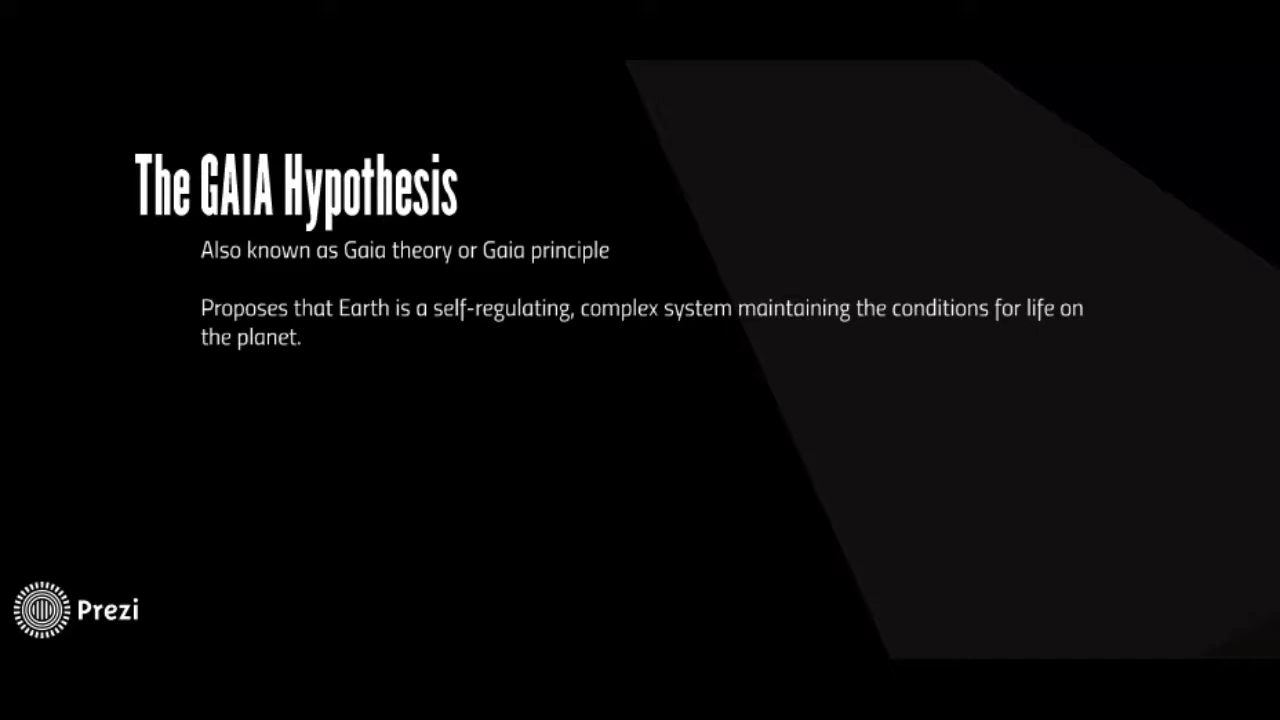 The GAIA Hypothesis
Also known as Gaia theory or Gaia principle
Proposes that Earth is a self-regulating, complex system maintaining the conditions for life on
the planet.
Prezi